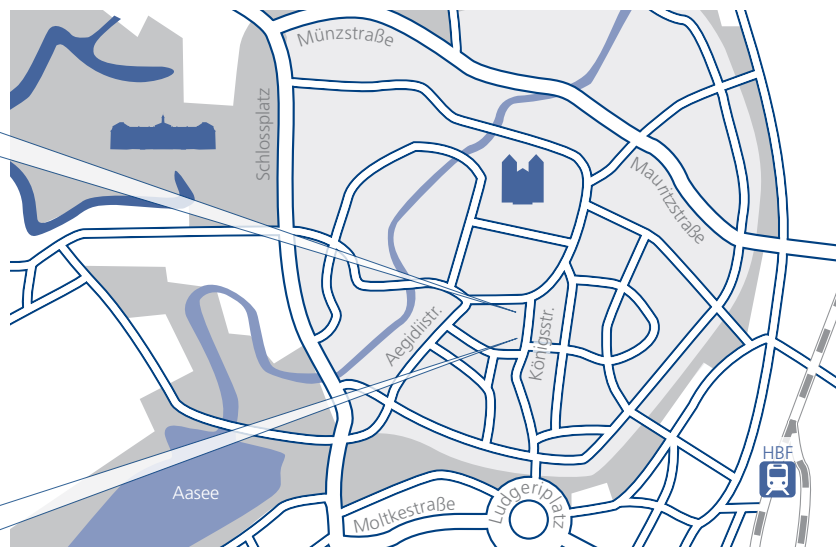 Münzstraße
Schlossplatz
Mauritzstraße
Aegidiistr.
Königsstr.
HBF
Aasee
Moltkestraße
Ludgeriplatz